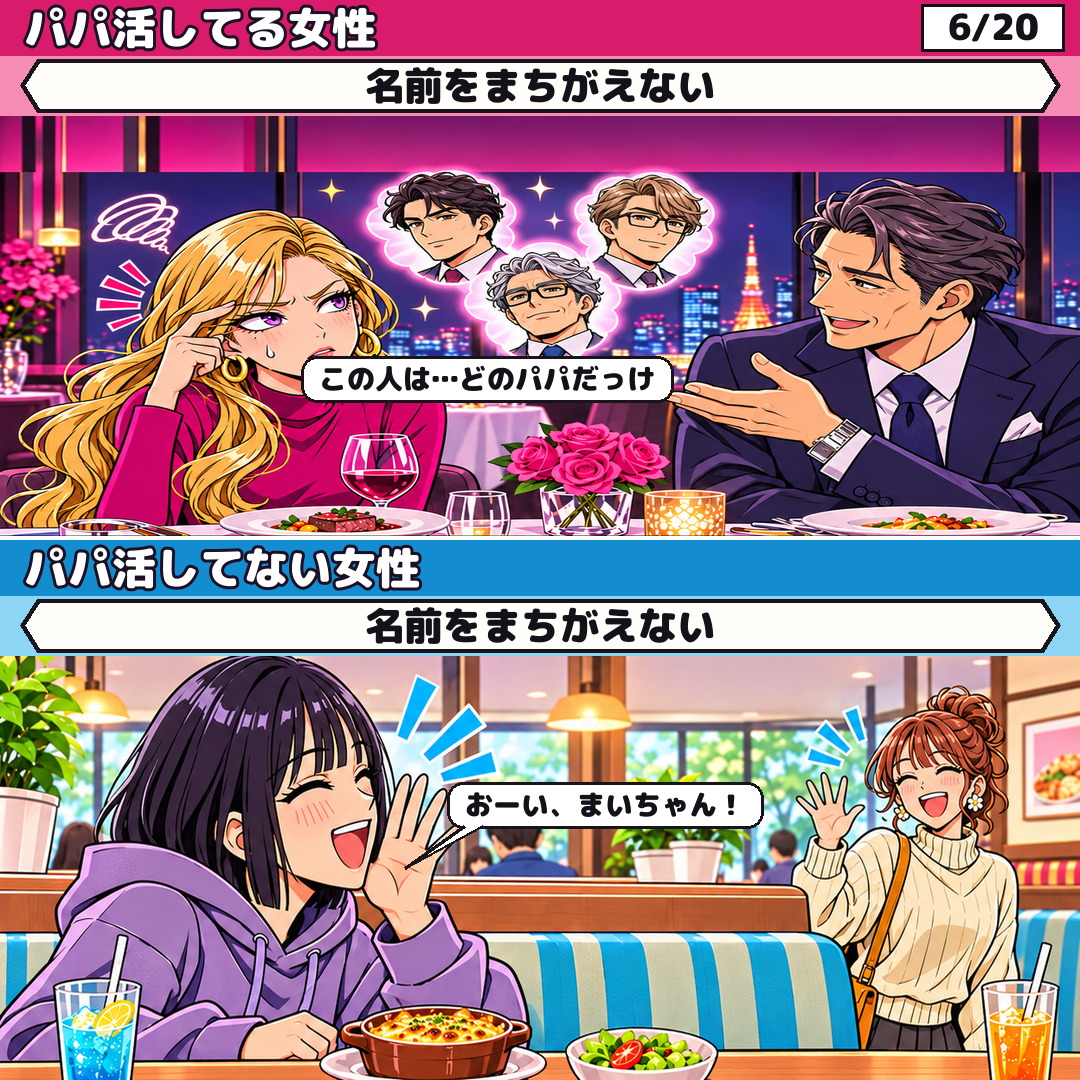 パパ活してる女性
6/20
名前をまちがえない
この人は…どのパパだっけ
パパ活してない女性
名前をまちがえない
おーい、まいちゃん！